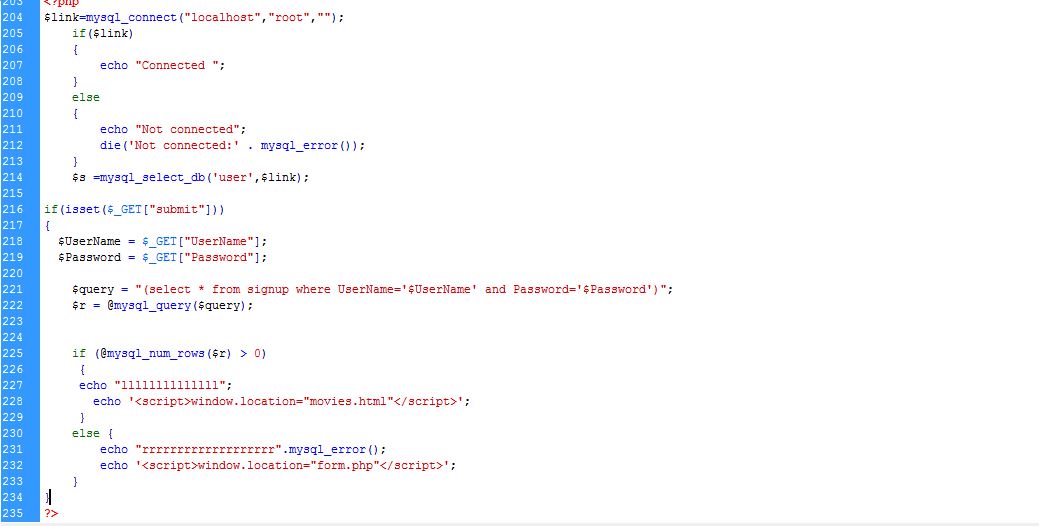 203 <?php
204 $link=mysql_connect("localhost","root","");
205 if($link)
206 {
207 echo "Connected ";
208 }
209 else
210 {
211 echo "Not connected";
212 die('Not connected:' . mysql_error());
213 }
214 $s =mysql_select_db('user',$link);
215
216 if(isset($_GET["submit"]))
217 {
218 $UserName = $_GET["UserName"];
219 $Password = $_GET["Password"];
220
221 $query = "(select * from signup where UserName='$UserName' and Password='$Password')";
222 $r = @mysql_query($query);
223
224
225 if (@mysql_num_rows($r) > 0)
226 {
227 echo "llllllllllllll";
228 echo '<script>window.location="movies.html"</script>';
229 }
230 else {
231 echo "rrrrrrrrrrrrrrrrrrr".mysql_error();
232 echo '<script>window.location="form.php"</script>';
233 }
234 }
235 ?>